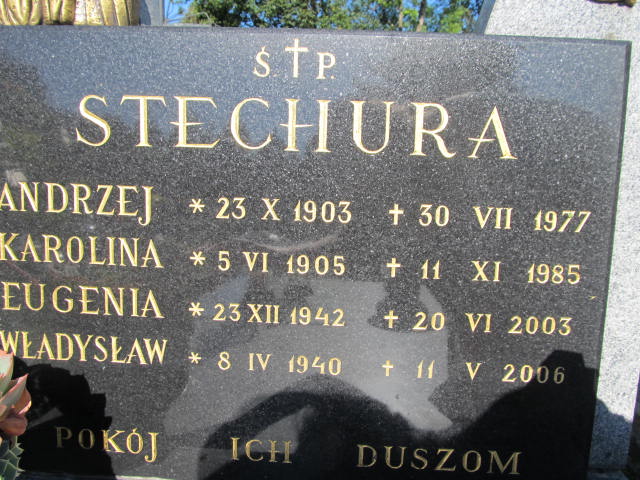 Ś † P.
STECHURA
ANDRZEJ * 23 X 1903 † 30 VII 1977
KAROLINA * 5 VI 1905 † 11 XI 1985
EUGENIA * 23 XII 1942 † 20 VI 2003
WŁADYSŁAW * 8 IV 1940 † 11 V 2006
POKÓJ ICH DUSZOM